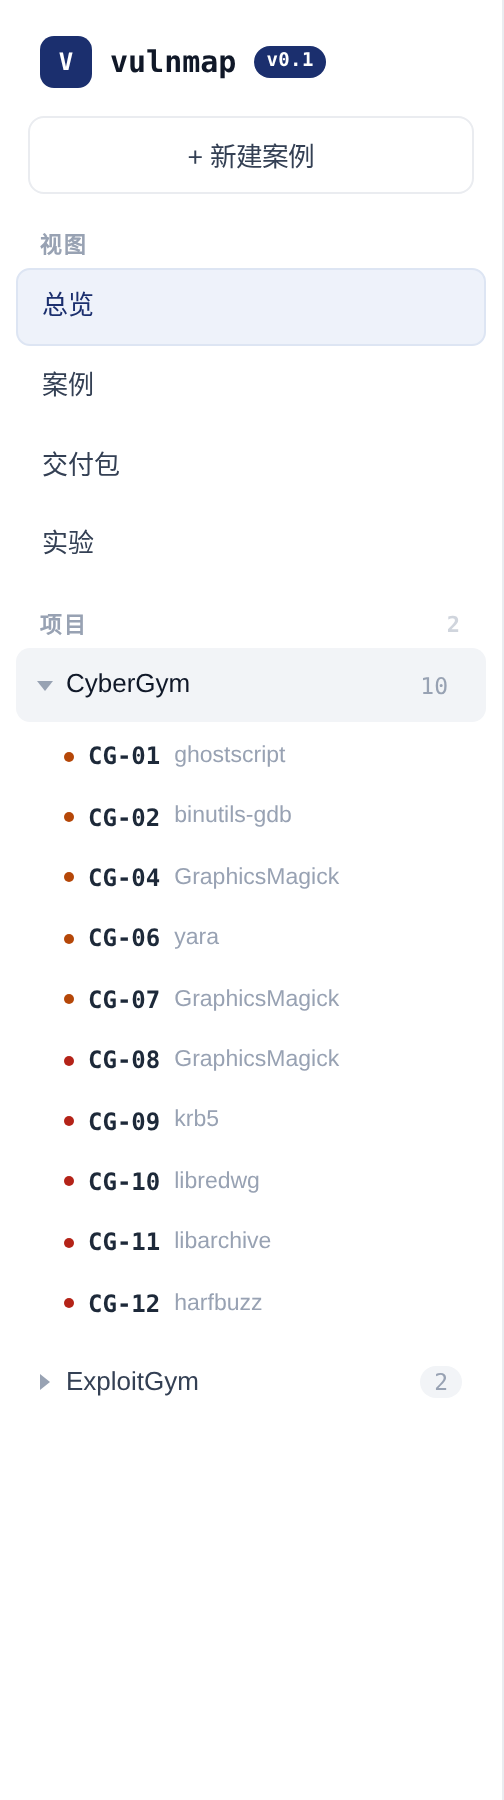 V vulnmap v0.1
+ 新建案例
视图
总览
案例
交付包
实验
项目 2
CyberGym 10
CG-01 ghostscript
CG-02 binutils-gdb
CG-04 GraphicsMagick
CG-06 yara
CG-07 GraphicsMagick
CG-08 GraphicsMagick
CG-09 krb5
CG-10 libredwg
CG-11 libarchive
CG-12 harfbuzz
ExploitGym 2